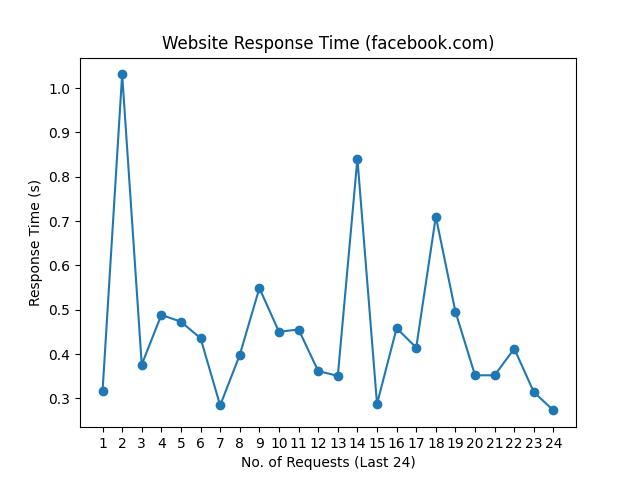 Website Response Time (facebook.com)
1.0
0.9
0.8
0.7
0.6
0.5
0.4
0.3
Response Time (s)
1 2 3 4 5 6 7 8 9 10 11 12 13 14 15 16 17 18 19 20 21 22 23 24
No. of Requests (Last 24)